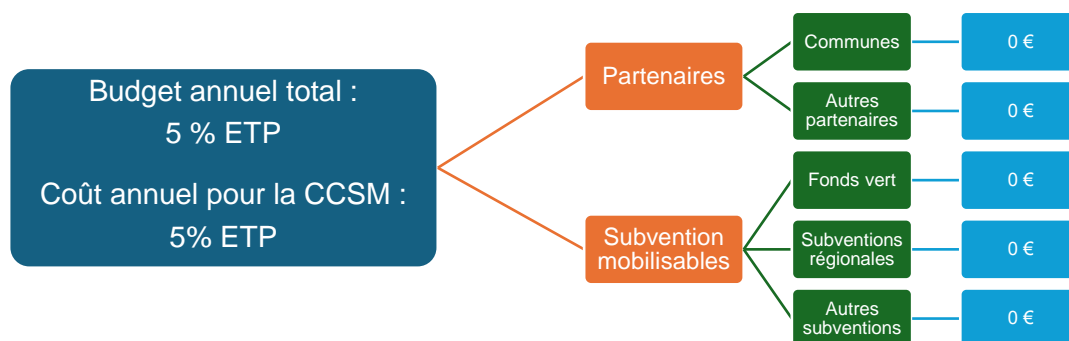 Budget annuel total :
5 % ETP
Coût annuel pour la CCSM :
5% ETP
Partenaires
Communes
0 €
Autres
partenaires
0 €
Subvention
mobilisables
Fonds vert
0 €
Subventions
régionales
0 €
Autres
subventions
0 €